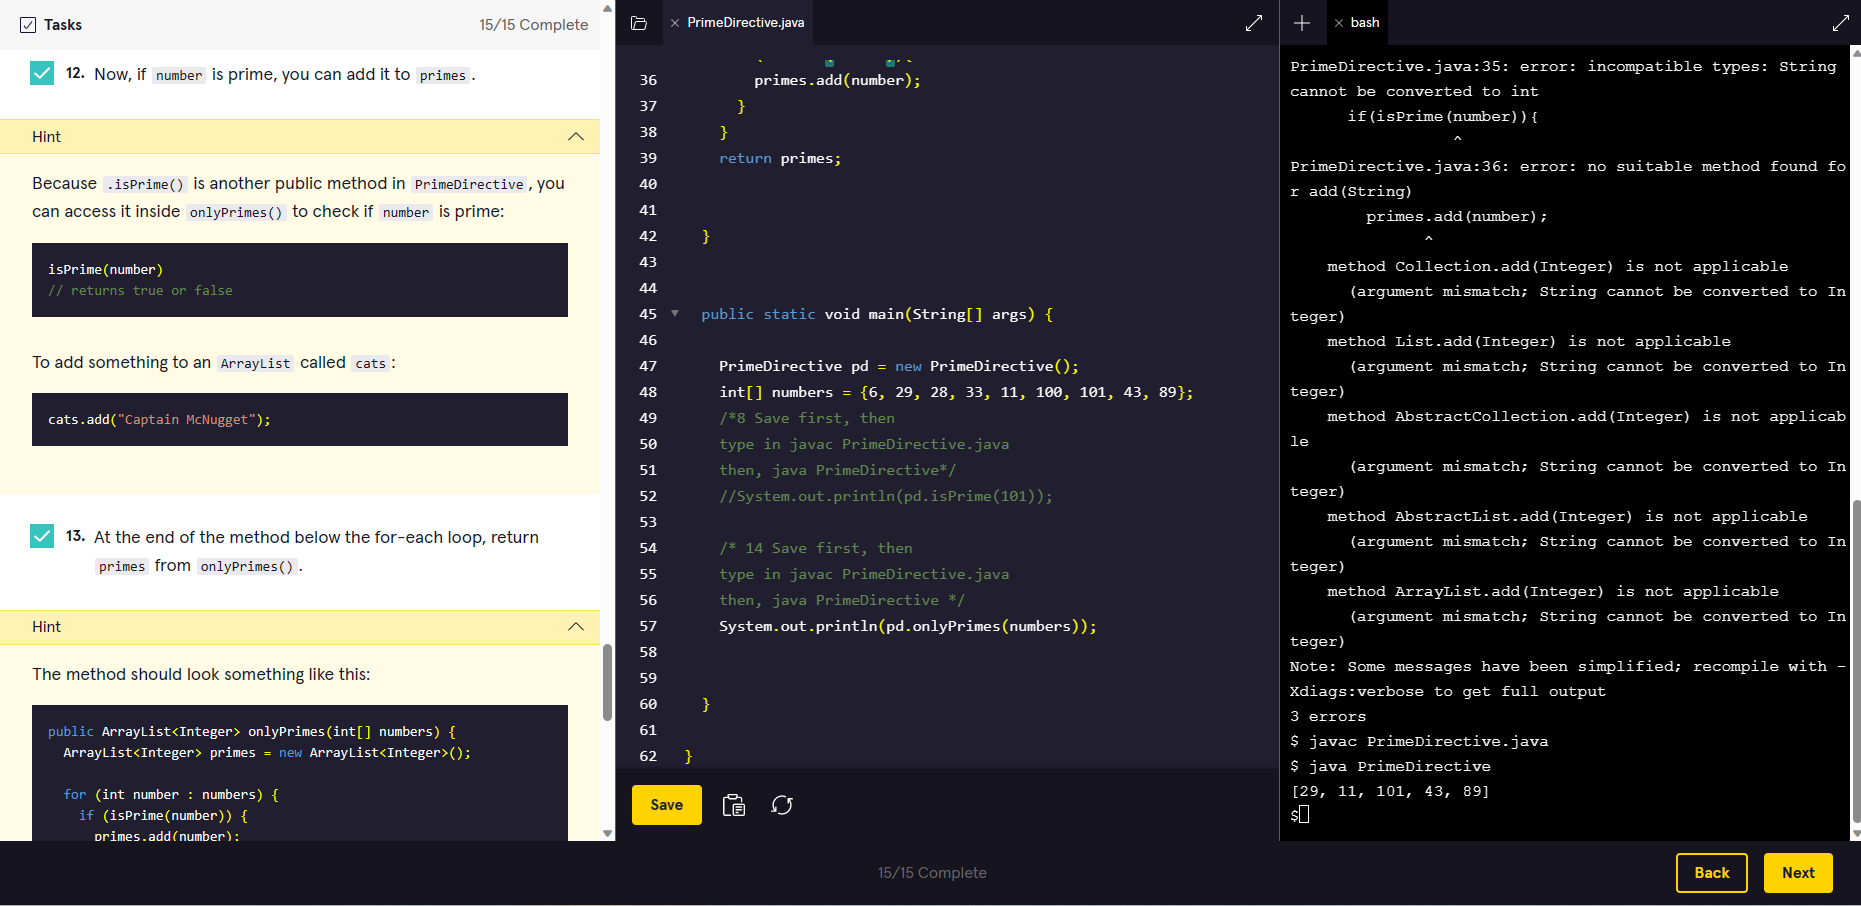 Tasks
15/15 Complete
12. Now, if number is prime, you can add it to primes.
Hint
Because .isPrime() is another public method in PrimeDirective, you
can access it inside onlyPrimes() to check if number is prime:
isPrime(number)
// returns true or false
To add something to an ArrayList called cats:
cats.add("Captain McNugget");
13. At the end of the method below the for-each loop, return
primes from onlyPrimes().
Hint
The method should look something like this:
public ArrayList<Integer> onlyPrimes(int[] numbers) {
ArrayList<Integer> primes = new ArrayList<Integer>();
for (int number : numbers) {
if (isPrime(number)) {
primes.add(number);
PrimeDirective.java
36 primes.add(number);
37 }
38 }
39 return primes;
40
41
42 }
43
44
45 public static void main(String[] args) {
46
47 PrimeDirective pd = new PrimeDirective();
48 int[] numbers = {6, 29, 28, 33, 11, 100, 101, 43, 89};
49 /*8 Save first, then
50 type in javac PrimeDirective.java
51 then, java PrimeDirective*/
52 //System.out.println(pd.isPrime(101));
53
54 /* 14 Save first, then
55 type in javac PrimeDirective.java
56 then, java PrimeDirective */
57 System.out.println(pd.onlyPrimes(numbers));
58
59
60 }
61
62 }
Save
bash
PrimeDirective.java:35: error: incompatible types: String
cannot be converted to int
if(isPrime(number)){
^
PrimeDirective.java:36: error: no suitable method found fo
r add(String)
primes.add(number);
^
method Collection.add(Integer) is not applicable
(argument mismatch; String cannot be converted to In
teger)
method List.add(Integer) is not applicable
(argument mismatch; String cannot be converted to In
teger)
method AbstractCollection.add(Integer) is not applicab
le
(argument mismatch; String cannot be converted to In
teger)
method AbstractList.add(Integer) is not applicable
(argument mismatch; String cannot be converted to In
teger)
method ArrayList.add(Integer) is not applicable
(argument mismatch; String cannot be converted to In
teger)
Note: Some messages have been simplified; recompile with -
Xdiags:verbose to get full output
3 errors
$ javac PrimeDirective.java
$ java PrimeDirective
[29, 11, 101, 43, 89]
$
15/15 Complete
Back
Next